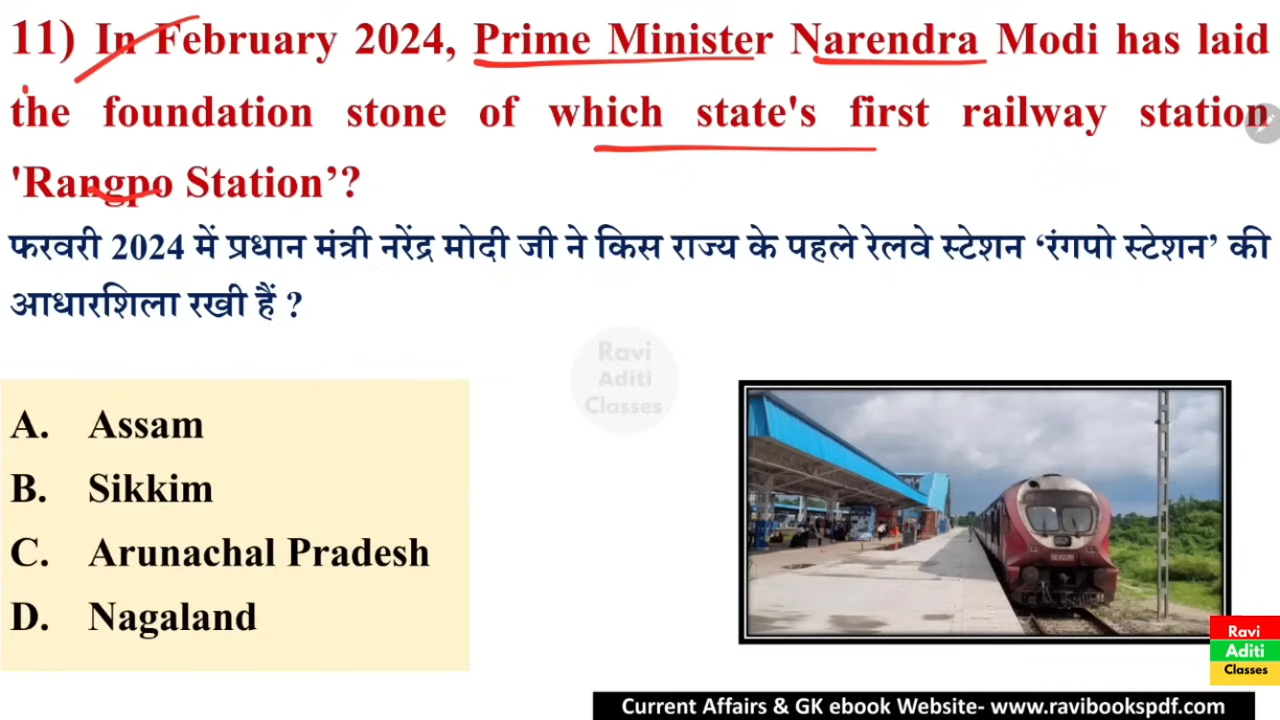 11) In February 2024, Prime Minister Narendra Modi has laid
the foundation stone of which state's first railway station
'Rangpo Station’?
फरवरी 2024 में प्रधान मंत्री नरेंद्र मोदी जी ने किस राज्य के पहले रेलवे स्टेशन ‘रंगपो स्टेशन’ की
आधारशिला रखी हैं ?
Ravi
Aditi
Classes
A. Assam
B. Sikkim
C. Arunachal Pradesh
D. Nagaland
Ravi
Aditi
Classes
Current Affairs & GK ebook Website- www.ravibookspdf.com